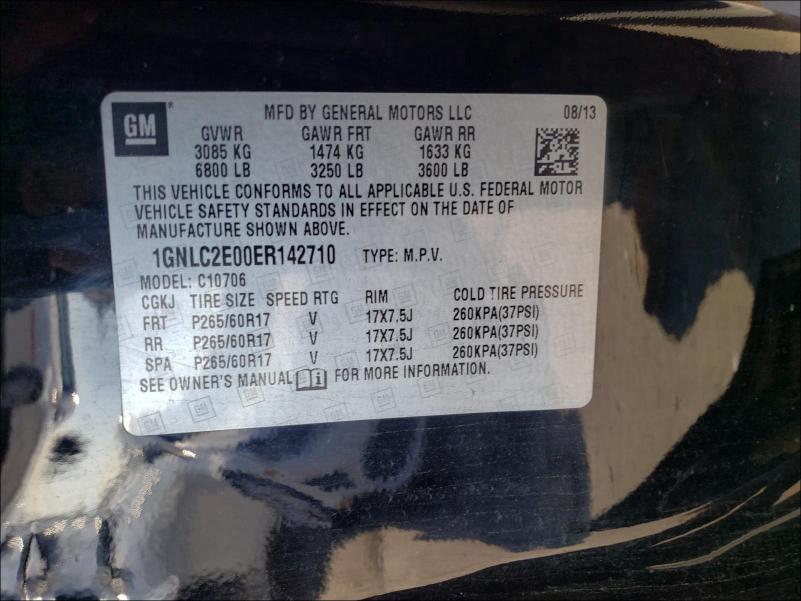 GM MFD BY GENERAL MOTORS LLC 08/13
GVWR GAWR FRT GAWR RR
3085 KG 1474 KG 1633 KG
6800 LB 3250 LB 3600 LB
THIS VEHICLE CONFORMS TO ALL APPLICABLE U.S. FEDERAL MOTOR
VEHICLE SAFETY STANDARDS IN EFFECT ON THE DATE OF
MANUFACTURE SHOWN ABOVE.
1GNLC2E00ER142710 TYPE: M.P.V.
MODEL: C10706
CGKJ TIRE SIZE SPEED RTG RIM COLD TIRE PRESSURE
FRT P265/60R17 V 17X7.5J 260KPA(37PSI)
RR P265/60R17 V 17X7.5J 260KPA(37PSI)
SPA P265/60R17 V 17X7.5J 260KPA(37PSI)
SEE OWNER'S MANUAL FOR MORE INFORMATION.